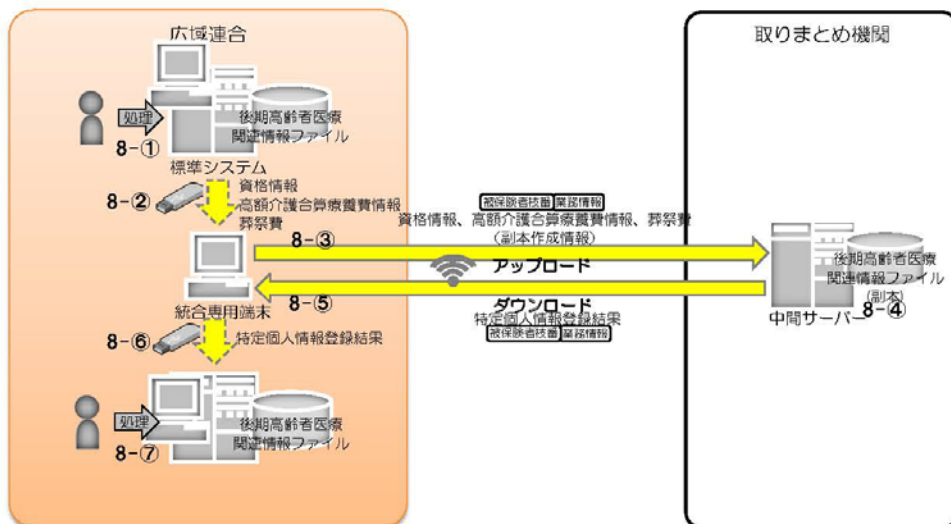 広域連合
取りまとめ機関
処理
8-①
後期高齢者医療
関連情報ファイル
標準システム
8-②
資格情報
高額介護合算療養費情報
葬祭費
8-③
被保険者枝番 業務情報
資格情報、高額介護合算療養費情報、葬祭費
(副本作成情報)
アップロード
後期高齢者医療
関連情報ファイル
(副本)
8-④
中間サーバー
統合専用端末
8-⑤
ダウンロード
特定個人情報登録結果
被保険者枝番 業務情報
8-⑥
特定個人情報登録結果
処理
8-⑦
後期高齢者医療
関連情報ファイル